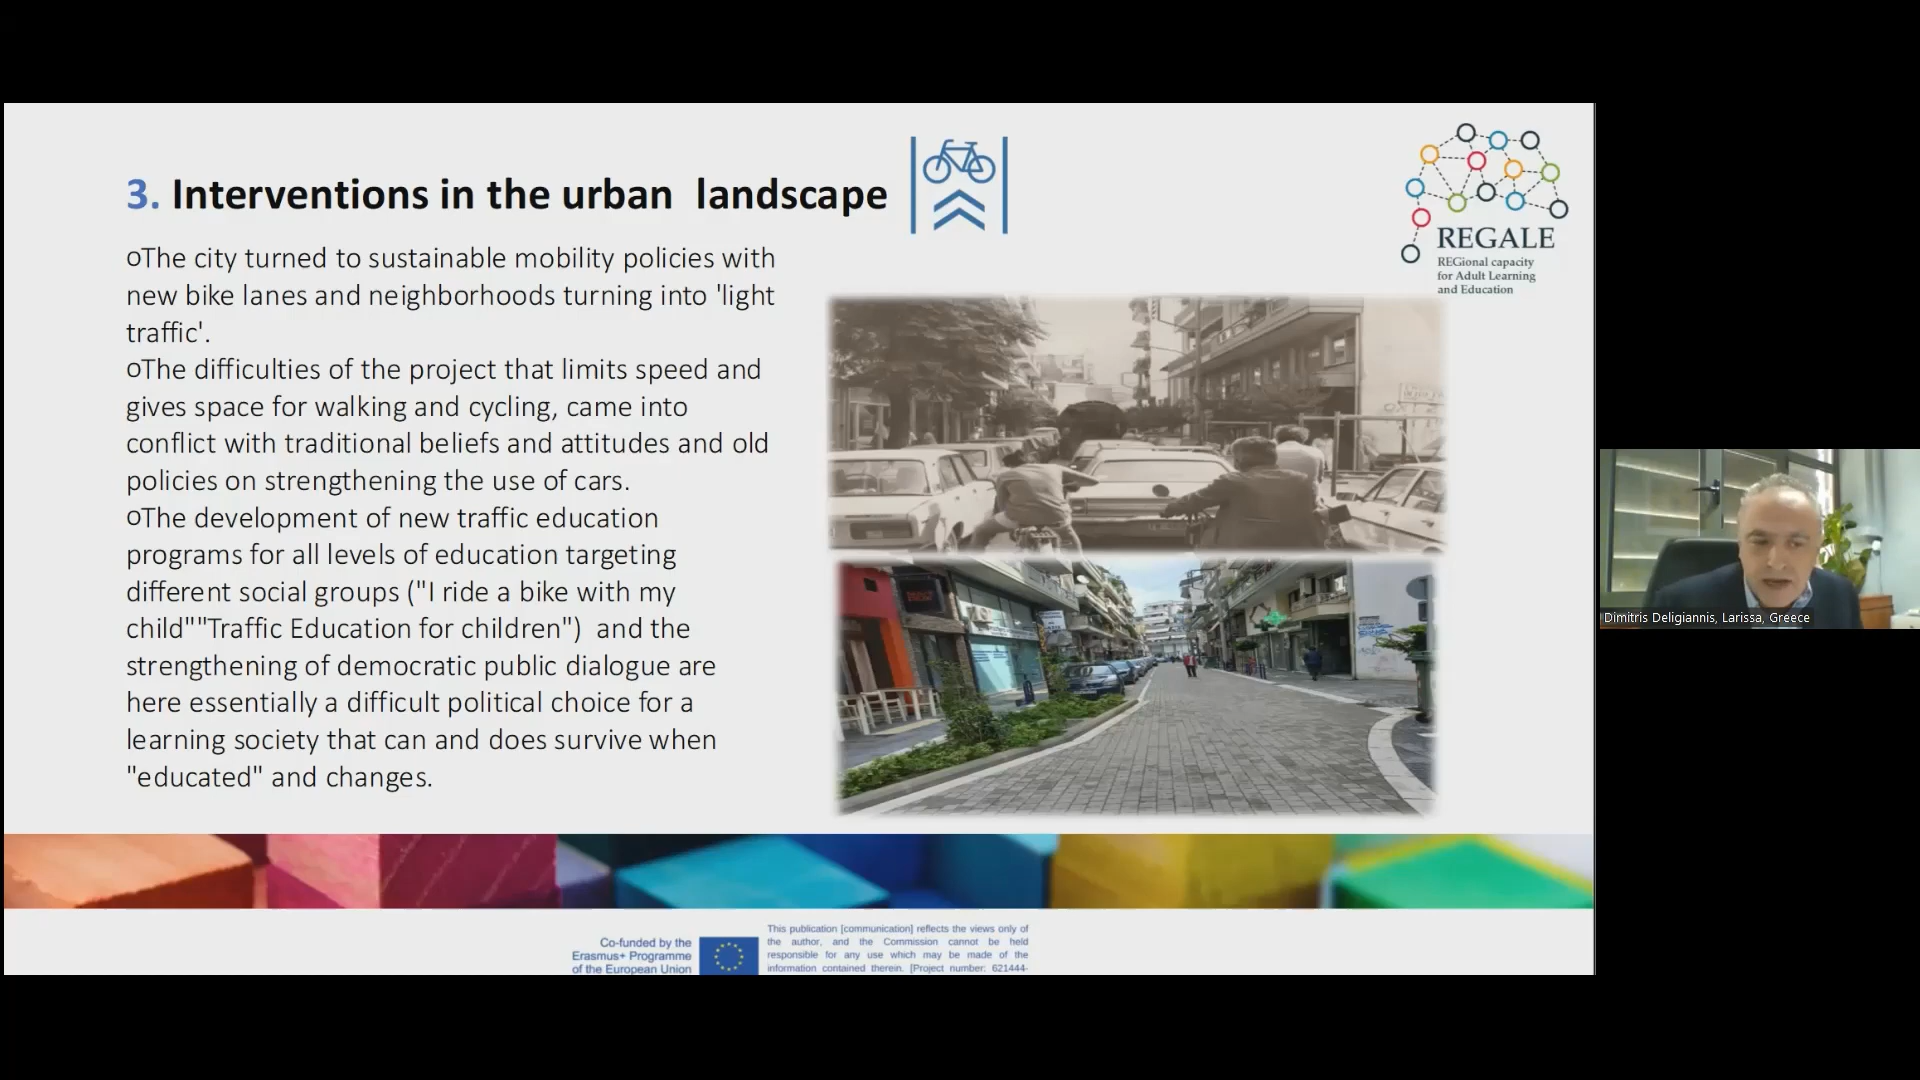 3. Interventions in the urban  landscape
oThe city turned to sustainable mobility policies with
new bike lanes and neighborhoods turning into 'light
traffic'.
oThe difficulties of the project that limits speed and
gives space for walking and cycling, came into
conflict with traditional beliefs and attitudes and old
policies on strengthening the use of cars.
oThe development of new traffic education
programs for all levels of education targeting
different social groups ("I ride a bike with my
child""Traffic Education for children")  and the
strengthening of democratic public dialogue are
here essentially a difficult political choice for a
learning society that can and does survive when
"educated" and changes.
REGALE
REGional capacity
for Adult Learning
and Education
Dimitris Deligiannis, Larissa, Greece
Co-funded by the
Erasmus+ Programme
of the European Union
This publication [communication] reflects the views only of
the author, and the Commission cannot be held
responsible for any use which may be made of the
information contained therein. [Project number: 621444-